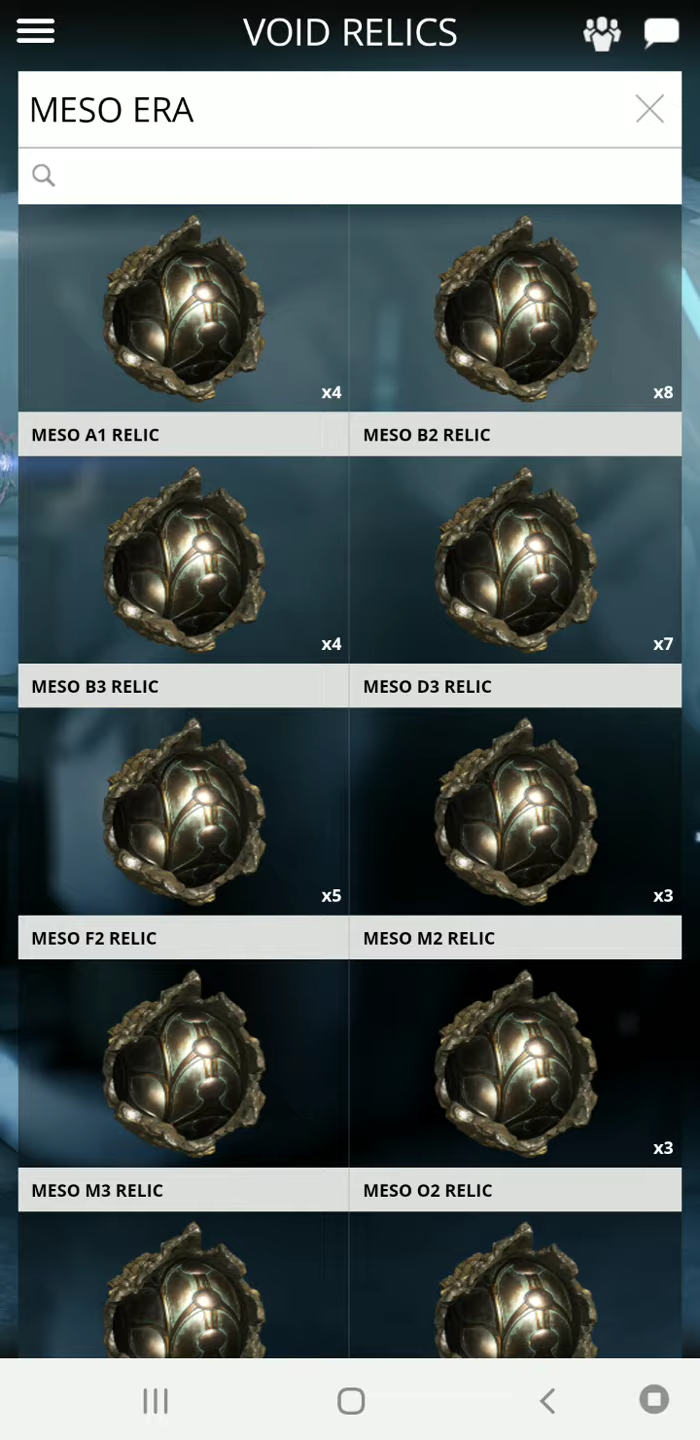 VOID RELICS
MESO ERA
x4
x8
MESO A1 RELIC
MESO B2 RELIC
x4
x7
MESO B3 RELIC
MESO D3 RELIC
x5
x3
MESO F2 RELIC
MESO M2 RELIC
x3
MESO M3 RELIC
MESO O2 RELIC